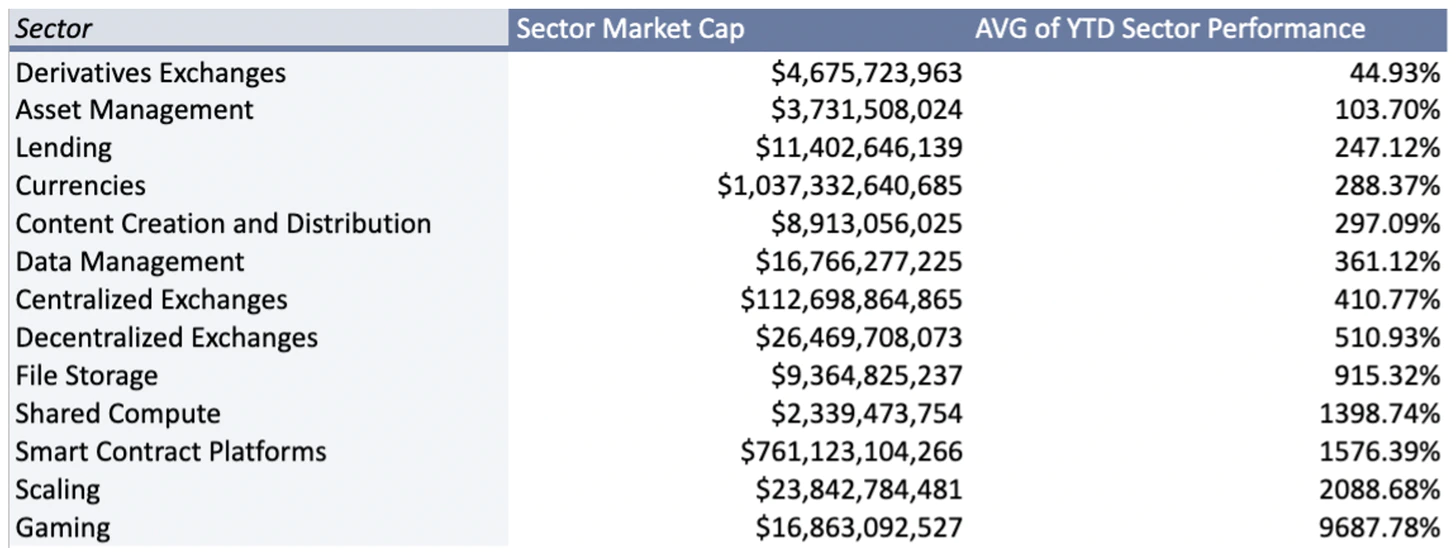 Sector Sector Market Cap AVG of YTD Sector Performance
Derivatives Exchanges $4,675,723,963 44.93%
Asset Management $3,731,508,024 103.70%
Lending $11,402,646,139 247.12%
Currencies $1,037,332,640,685 288.37%
Content Creation and Distribution $8,913,056,025 297.09%
Data Management $16,766,277,225 361.12%
Centralized Exchanges $112,698,864,865 410.77%
Decentralized Exchanges $26,469,708,073 510.93%
File Storage $9,364,825,237 915.32%
Shared Compute $2,339,473,754 1398.74%
Smart Contract Platforms $761,123,104,266 1576.39%
Scaling $23,842,784,481 2088.68%
Gaming $16,863,092,527 9687.78%